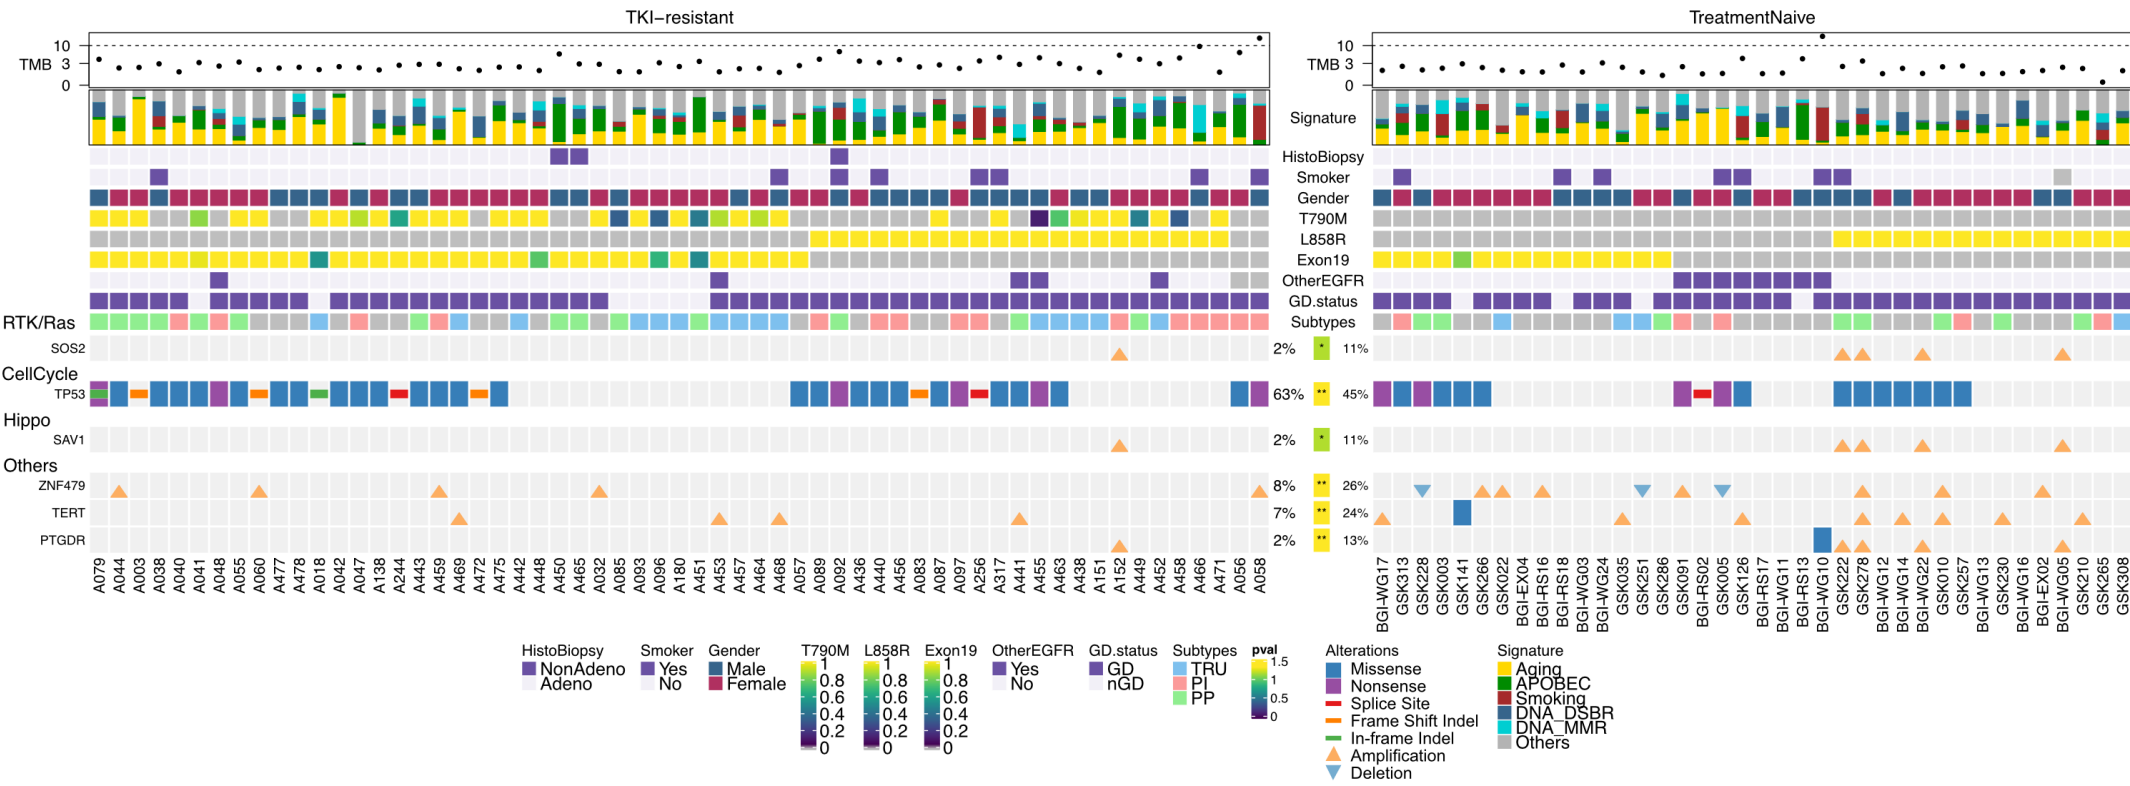 TKI−resistant
TreatmentNaive
10
TMB 3
0
10
TMB 3
0
Signature
HistoBiopsy
Smoker
Gender
T790M
L858R
Exon19
OtherEGFR
GD.status
Subtypes
RTK/Ras
SOS2
2%
*
11%
CellCycle
TP53
63%
**
45%
Hippo
SAV1
2%
*
11%
Others
ZNF479
8%
**
26%
TERT
7%
**
24%
PTGDR
2%
**
13%
A079
A044
A003
A038
A040
A041
A048
A055
A060
A477
A478
A018
A042
A047
A138
A244
A443
A459
A469
A472
A475
A442
A448
A450
A465
A032
A085
A093
A096
A180
A451
A453
A457
A464
A468
A057
A089
A092
A436
A440
A456
A083
A087
A097
A256
A317
A441
A455
A463
A438
A151
A152
A449
A452
A458
A466
A471
A056
A058
BGI-WG17
GSK313
GSK228
GSK003
GSK141
GSK266
GSK022
BGI-EX04
BGI-RS16
BGI-RS18
BGI-WG03
BGI-WG24
GSK035
GSK251
GSK286
GSK091
BGI-RS02
GSK005
GSK126
BGI-RS17
BGI-WG11
BGI-RS13
BGI-WG10
GSK222
GSK278
BGI-WG12
BGI-WG14
BGI-WG22
GSK010
GSK257
BGI-WG13
GSK230
BGI-WG16
BGI-EX02
BGI-WG05
GSK210
GSK265
GSK308
HistoBiopsy
NonAdeno
Adeno
Smoker
Yes
No
Gender
Male
Female
T790M
1
0.8
0.6
0.4
0.2
0
L858R
1
0.8
0.6
0.4
0.2
0
Exon19
1
0.8
0.6
0.4
0.2
0
OtherEGFR
Yes
No
GD.status
GD
nGD
Subtypes
TRU
PI
PP
pval
1.5
1
0.5
0
Alterations
Missense
Nonsense
Splice Site
Frame Shift Indel
In-frame Indel
Amplification
Deletion
Signature
Aging
APOBEC
Smoking
DNA_DSBR
DNA_MMR
Others